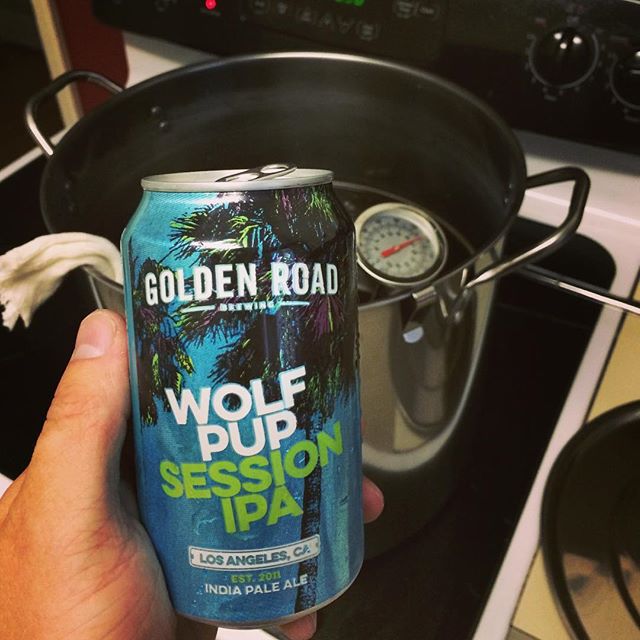 GOLDEN ROAD
BREWING
WOLF
PUP
SESSION
IPA
LOS ANGELES, CA
EST. 2011
INDIA PALE ALE